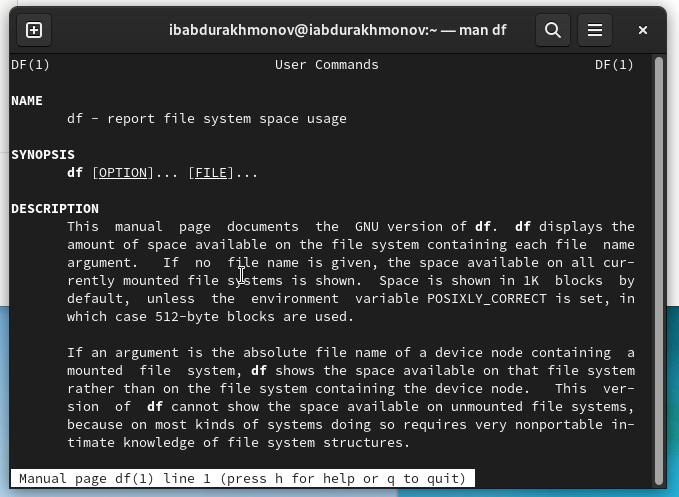 ibabdurakhmonov@iabdurakhmonov:~ — man df
DF(1) User Commands DF(1)
NAME
df - report file system space usage
SYNOPSIS
df [OPTION]... [FILE]...
DESCRIPTION
This manual page documents the GNU version of df. df displays the
amount of space available on the file system containing each file name
argument. If no file name is given, the space available on all cur-
rently mounted file systems is shown. Space is shown in 1K blocks by
default, unless the environment variable POSIXLY_CORRECT is set, in
which case 512-byte blocks are used.
If an argument is the absolute file name of a device node containing a
mounted file system, df shows the space available on that file system
rather than on the file system containing the device node. This ver-
sion of df cannot show the space available on unmounted file systems,
because on most kinds of systems doing so requires very nonportable in-
timate knowledge of file system structures.
Manual page df(1) line 1 (press h for help or q to quit)